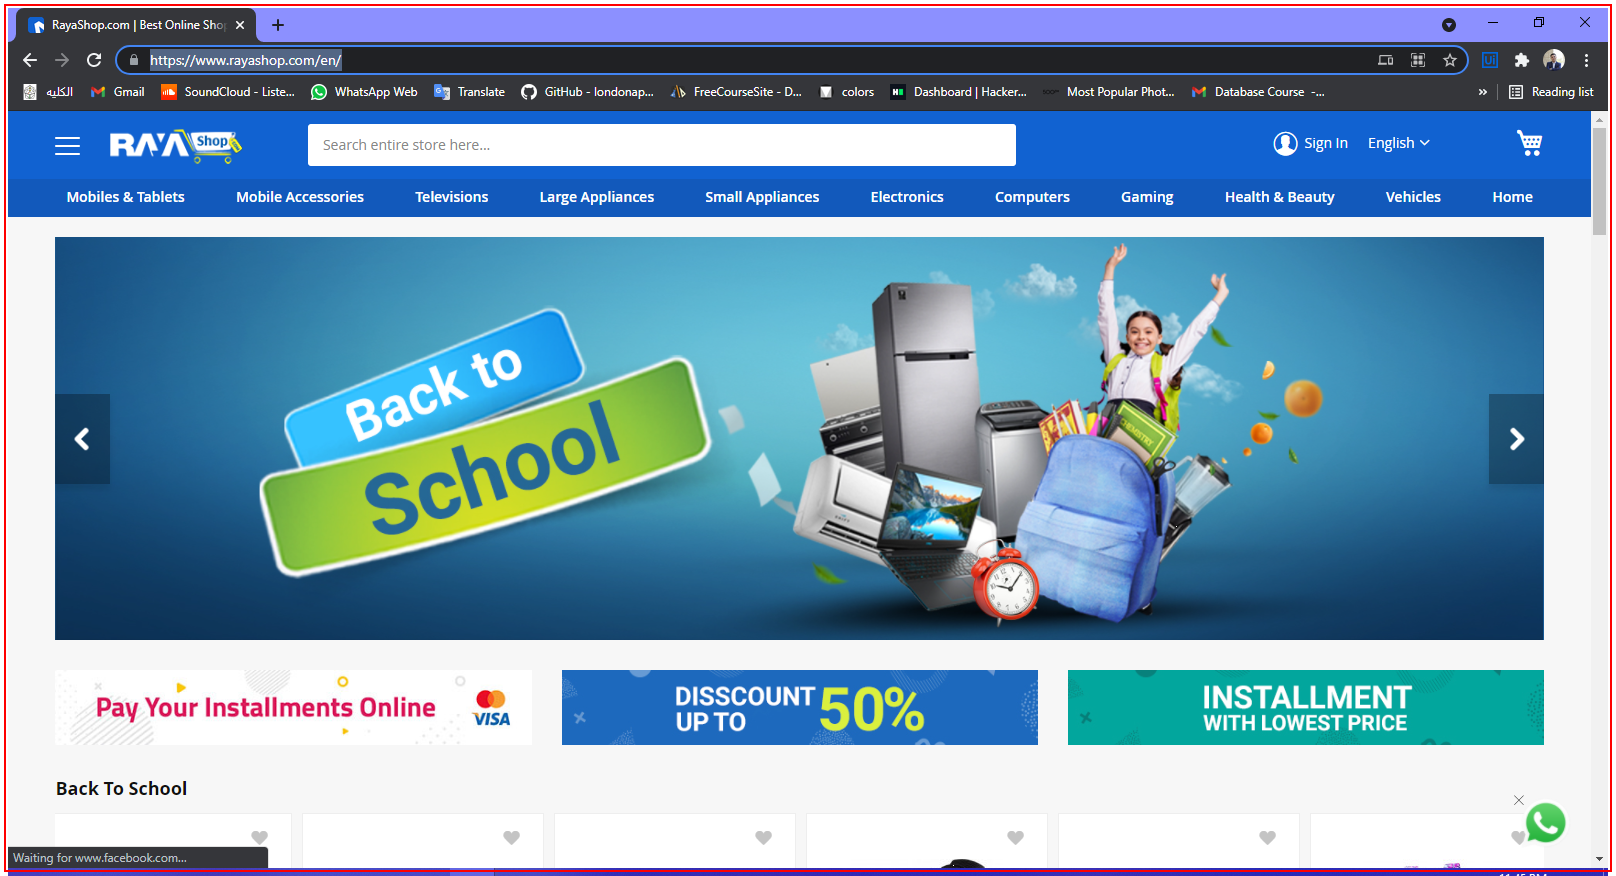 RayaShop.com | Best Online Shop
https://www.rayashop.com/en/
الكليه
Gmail
SoundCloud - Liste...
WhatsApp Web
Translate
GitHub - londonap...
FreeCourseSite - D...
colors
Dashboard | Hacker...
Most Popular Phot...
Database Course -...
»
Reading list
RAYA Shop
Search entire store here...
Sign In
English
Mobiles & Tablets
Mobile Accessories
Televisions
Large Appliances
Small Appliances
Electronics
Computers
Gaming
Health & Beauty
Vehicles
Home
Back to
School
CHEMISTRY
Pay Your Installments Online
VISA
DISSCOUNT
UP TO
50%
INSTALLMENT
WITH LOWEST PRICE
Back To School
Waiting for www.facebook.com...